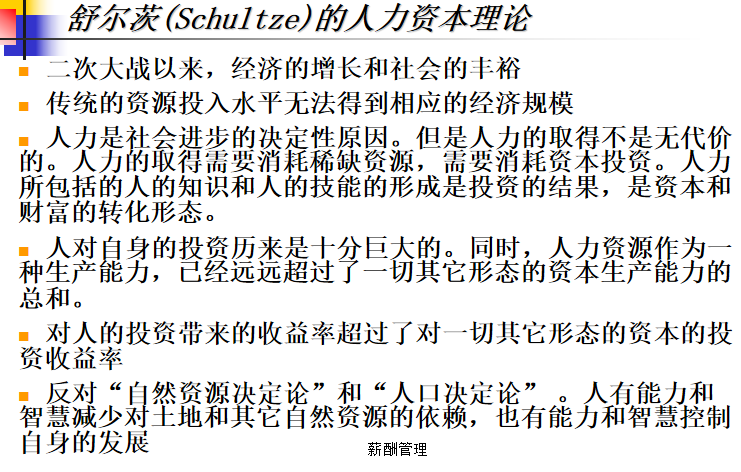 舒尔茨(Schultze)的人力资本理论
二次大战以来，经济的增长和社会的丰裕
传统的资源投入水平无法得到相应的经济规模
人力是社会进步的决定性原因。但是人力的取得不是无代价
的。人力的取得需要消耗稀缺资源，需要消耗资本投资。人力
所包括的人的知识和人的技能的形成是投资的结果，是资本和
财富的转化形态。
人对自身的投资历来是十分巨大的。同时，人力资源作为一
种生产能力，已经远远超过了一切其它形态的资本生产能力的
总和。
对人的投资带来的收益率超过了对一切其它形态的资本的投
资收益率
反对“自然资源决定论”和“人口决定论” 。人有能力和
智慧减少对土地和其它自然资源的依赖，也有能力和智慧控制
自身的发展
薪酬管理